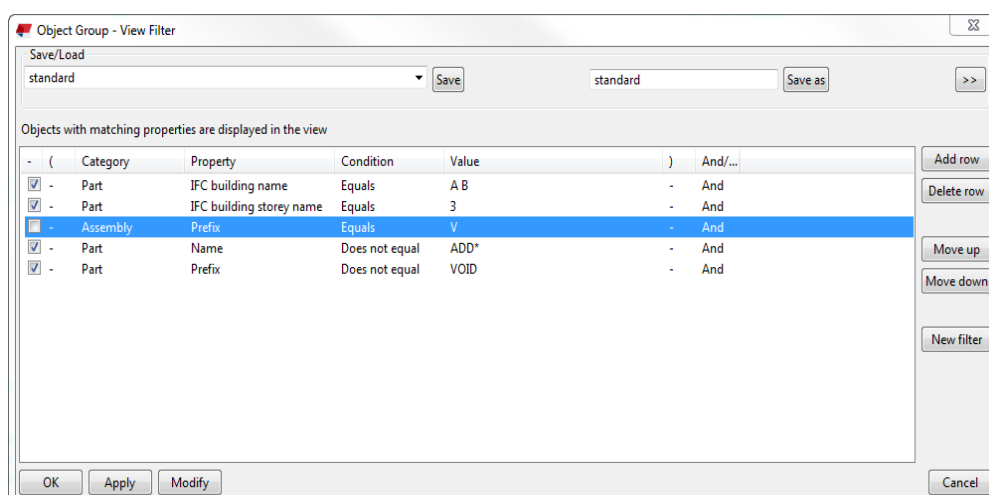 Object Group - View Filter
Save/Load
standard Save standard Save as >>
Objects with matching properties are displayed in the view
- ( Category Property Condition Value ) And/...
- Part IFC building name Equals A B - And
- Part IFC building storey name Equals 3 - And
- Assembly Prefix Equals V - And
- Part Name Does not equal ADD* - And
- Part Prefix Does not equal VOID - And
Add row
Delete row
Move up
Move down
New filter
OK Apply Modify Cancel